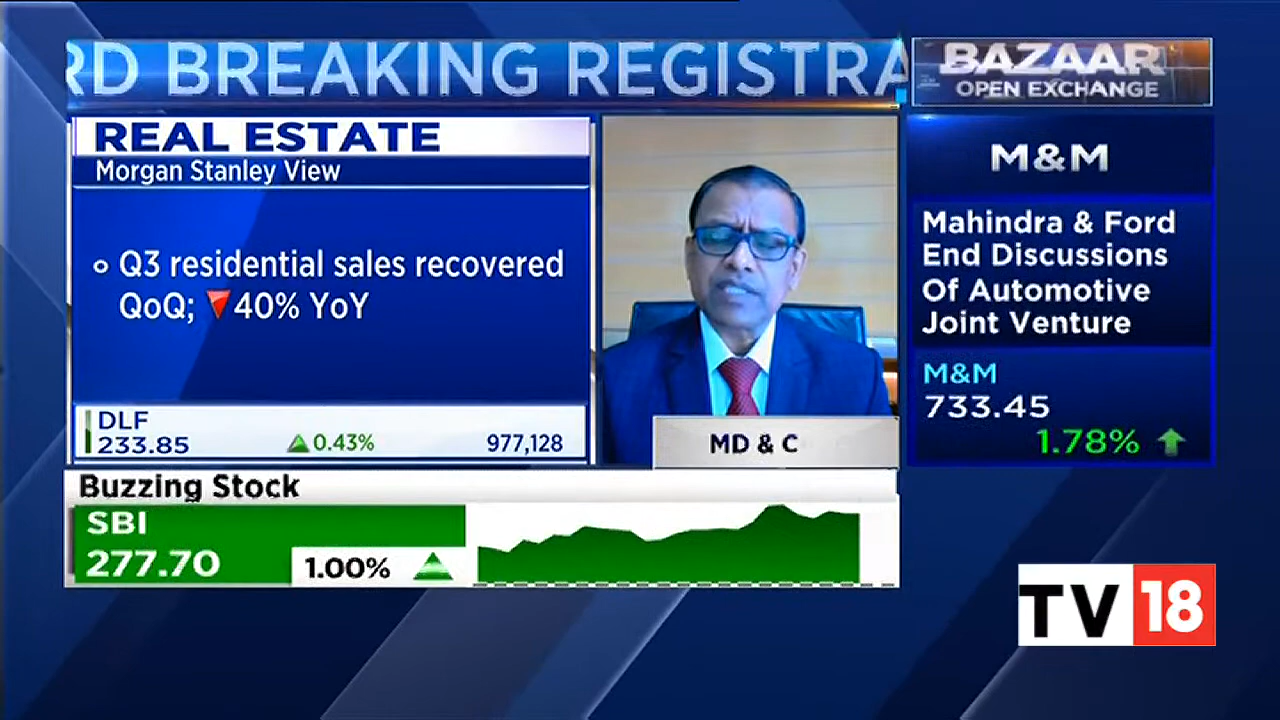 RD BREAKING REGISTRA
BAZAAR
OPEN EXCHANGE
REAL ESTATE
Morgan Stanley View
Q3 residential sales recovered
QoQ; ▼40% YoY
DLF
233.85 ▲0.43% 977,128
MD & C
M&M
Mahindra & Ford
End Discussions
Of Automotive
Joint Venture
M&M
733.45
1.78%
Buzzing Stock
SBI
277.70 1.00%
TV18